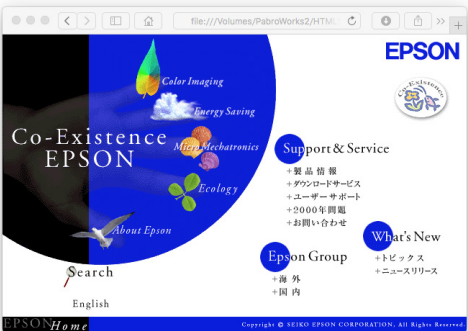 file:///Volumes/PabroWorks2/HTML
EPSON
Co-Existence
Color Imaging
Energy Saving
Co-Existence
EPSON
Micro Mechatronics
Ecology
About Epson
Search
English
Support & Service
+製品情報
+ダウンロードサービス
+ユーザーサポート
+2000年問題
+お問い合わせ
What's New
+トピックス
+ニュースリリース
Epson Group
+海外
+国内
EPSON Home
Copyright © SEIKO EPSON CORPORATION, All Rights Reserved.